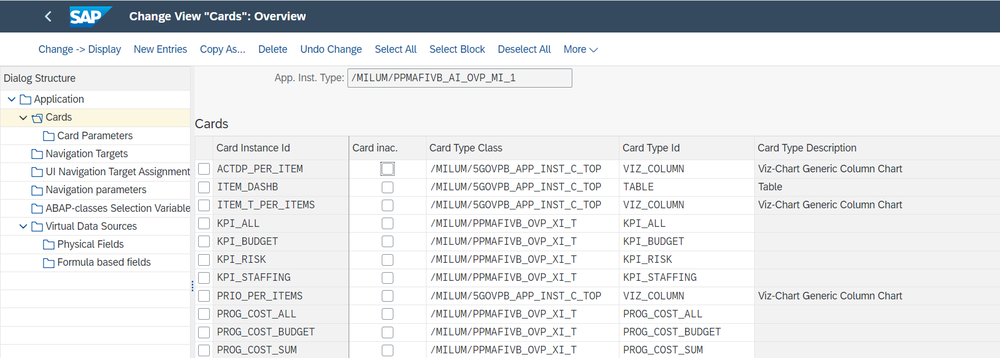 SAP Change View "Cards": Overview
Change -> Display New Entries Copy As... Delete Undo Change Select All Select Block Deselect All More
Dialog Structure
Application
Cards
Card Parameters
Navigation Targets
UI Navigation Target Assignment
Navigation parameters
ABAP-classes Selection Variable
Virtual Data Sources
Physical Fields
Formula based fields
App. Inst. Type: /MILUM/PPMAFIVB_AI_OVP_MI_1
Cards
Card Instance Id Card inac. Card Type Class Card Type Id Card Type Description
ACTDP_PER_ITEM /MILUM/5GOVPB_APP_INST_C_TOP VIZ_COLUMN Viz-Chart Generic Column Chart
ITEM_DASHB /MILUM/5GOVPB_APP_INST_C_TOP TABLE Table
ITEM_T_PER_ITEMS /MILUM/5GOVPB_APP_INST_C_TOP VIZ_COLUMN Viz-Chart Generic Column Chart
KPI_ALL /MILUM/PPMAFIVB_OVP_XI_T KPI_ALL
KPI_BUDGET /MILUM/PPMAFIVB_OVP_XI_T KPI_BUDGET
KPI_RISK /MILUM/PPMAFIVB_OVP_XI_T KPI_RISK
KPI_STAFFING /MILUM/PPMAFIVB_OVP_XI_T KPI_STAFFING
PRIO_PER_ITEMS /MILUM/5GOVPB_APP_INST_C_TOP VIZ_COLUMN Viz-Chart Generic Column Chart
PROG_COST_ALL /MILUM/PPMAFIVB_OVP_XI_T PROG_COST_ALL
PROG_COST_BUDGET /MILUM/PPMAFIVB_OVP_XI_T PROG_COST_BUDGET
PROG_COST_SUM /MILUM/PPMAFIVB_OVP_XI_T PROG_COST_SUM